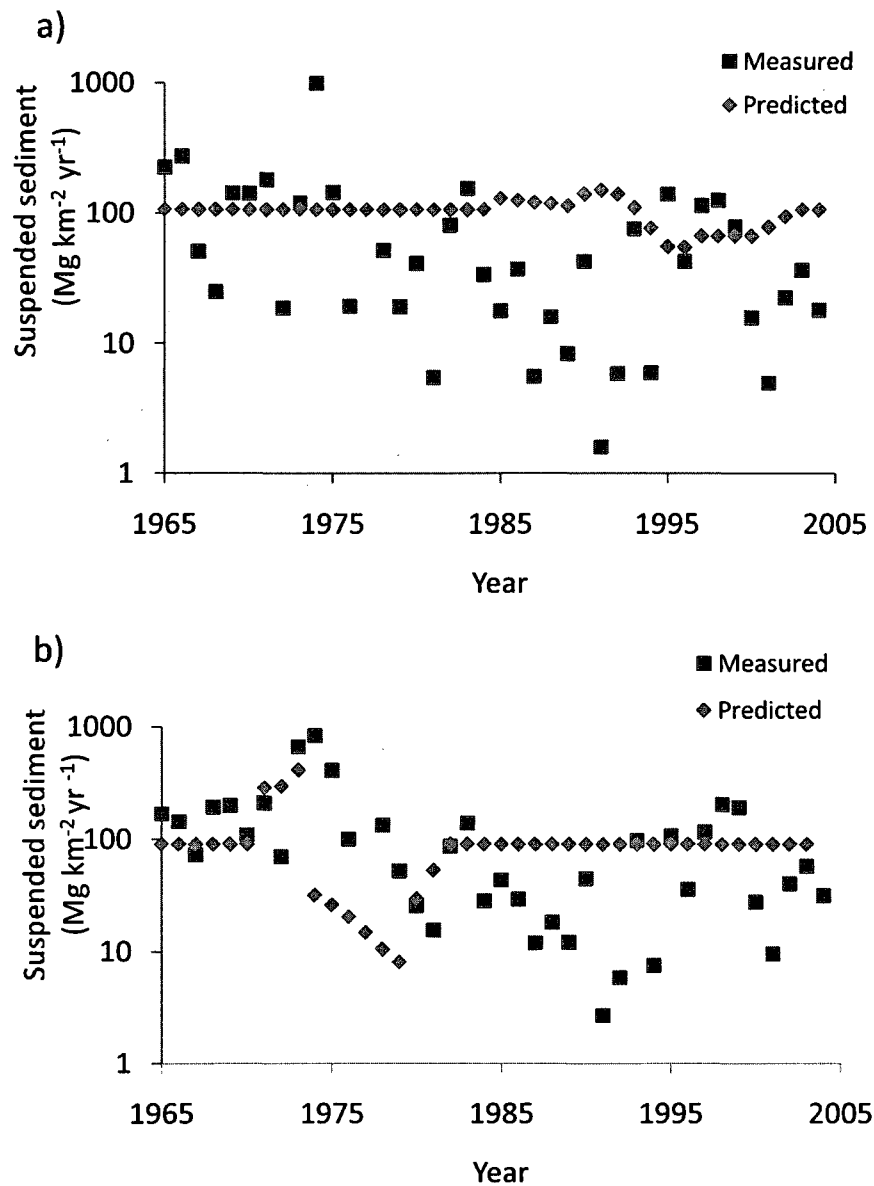 a)
Measured
Predicted
Suspended sediment
(Mg km⁻² yr⁻¹)
1000
100
10
1
1965 1975 1985 1995 2005
Year
b)
Measured
Predicted
Suspended sediment
(Mg km⁻² yr⁻¹)
1000
100
10
1
1965 1975 1985 1995 2005
Year